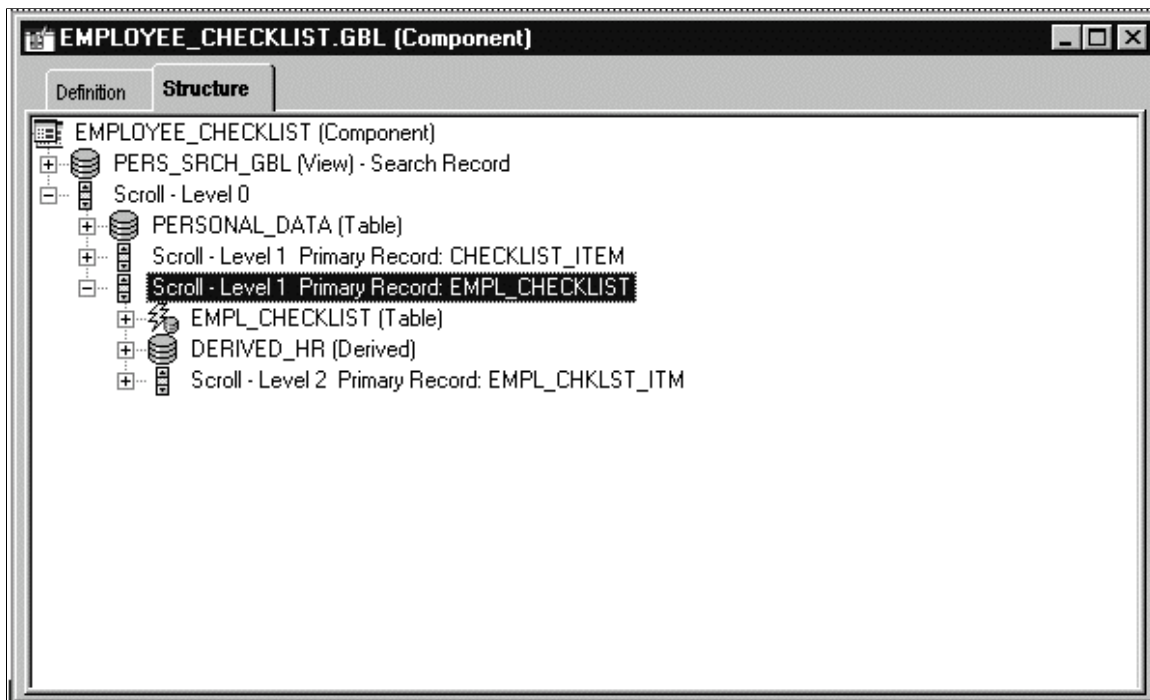 EMPLOYEE_CHECKLIST.GBL (Component)
Definition Structure
EMPLOYEE_CHECKLIST (Component)
PERS_SRCH_GBL (View) - Search Record
Scroll - Level 0
PERSONAL_DATA (Table)
Scroll - Level 1 Primary Record: CHECKLIST_ITEM
Scroll - Level 1 Primary Record: EMPL_CHECKLIST
EMPL_CHECKLIST (Table)
DERIVED_HR (Derived)
Scroll - Level 2 Primary Record: EMPL_CHKLST_ITM